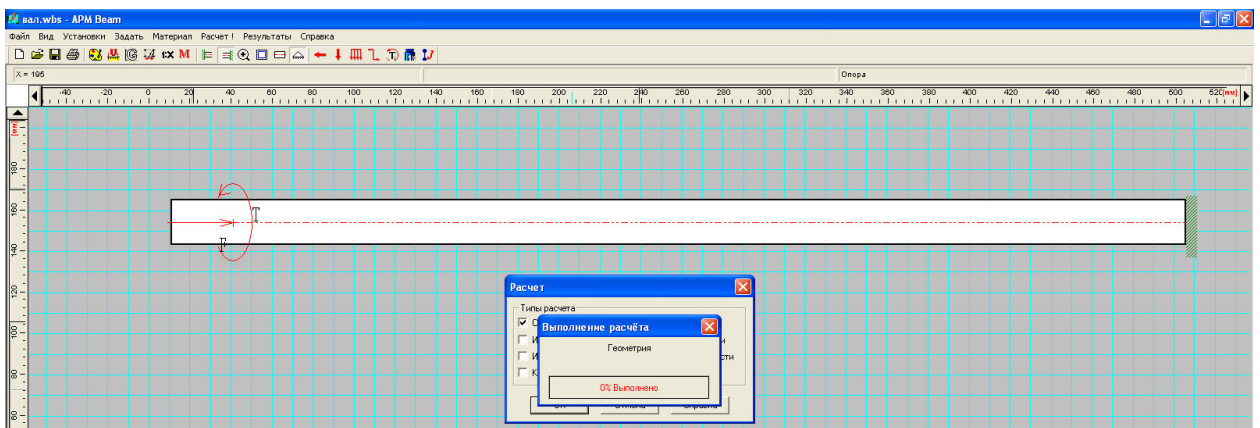 вал.wbs - APM Beam
Файл Вид Установки Задать Материал Расчет ! Результаты Справка
X = 195
Опора
-40 -20 0 20 40 60 80 100 120 140 160 180 200 220 240 260 280 300 320 340 360 380 400 420 440 460 480 500 520 [мм]
[мм]
180
160
T
F
140
120
Расчет
Типы расчета
Выполнение расчёта
Геометрия
100
и
сти
80
0% Выполнено
60